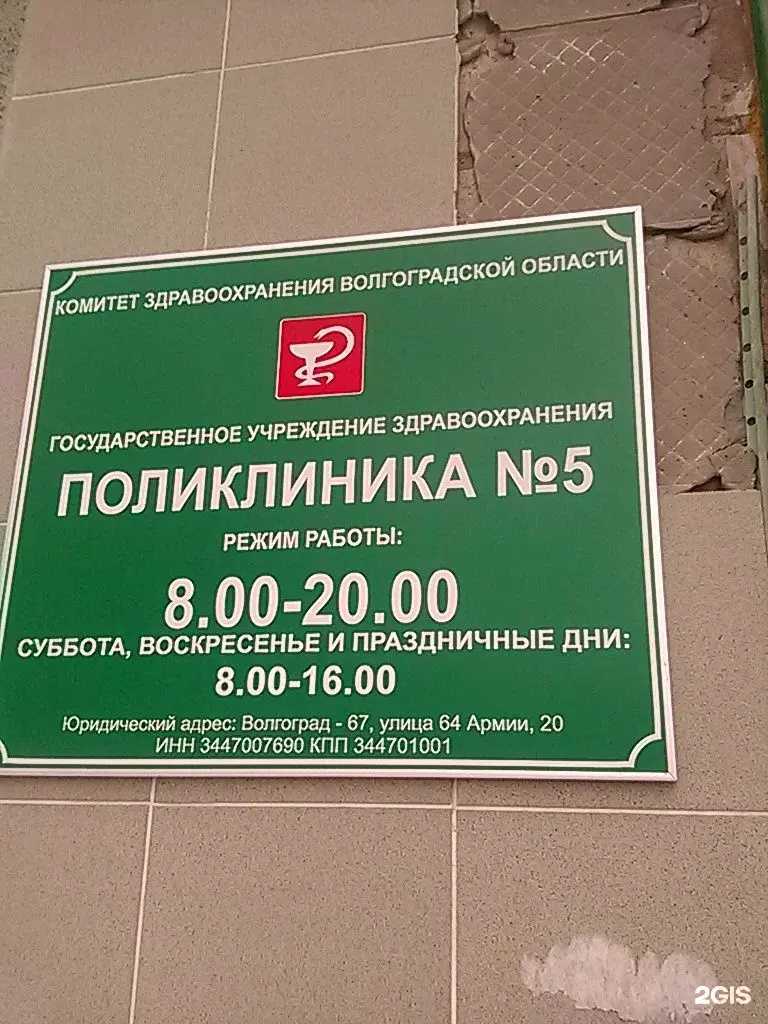 КОМИТЕТ ЗДРАВООХРАНЕНИЯ ВОЛГОГРАДСКОЙ ОБЛАСТИ
ГОСУДАРСТВЕННОЕ УЧРЕЖДЕНИЕ ЗДРАВООХРАНЕНИЯ
ПОЛИКЛИНИКА №5
РЕЖИМ РАБОТЫ:
8.00-20.00
СУББОТА, ВОСКРЕСЕНЬЕ И ПРАЗДНИЧНЫЕ ДНИ:
8.00-16.00
Юридический адрес: Волгоград - 67, улица 64 Армии, 20
ИНН 3447007690 КПП 344701001
2GIS